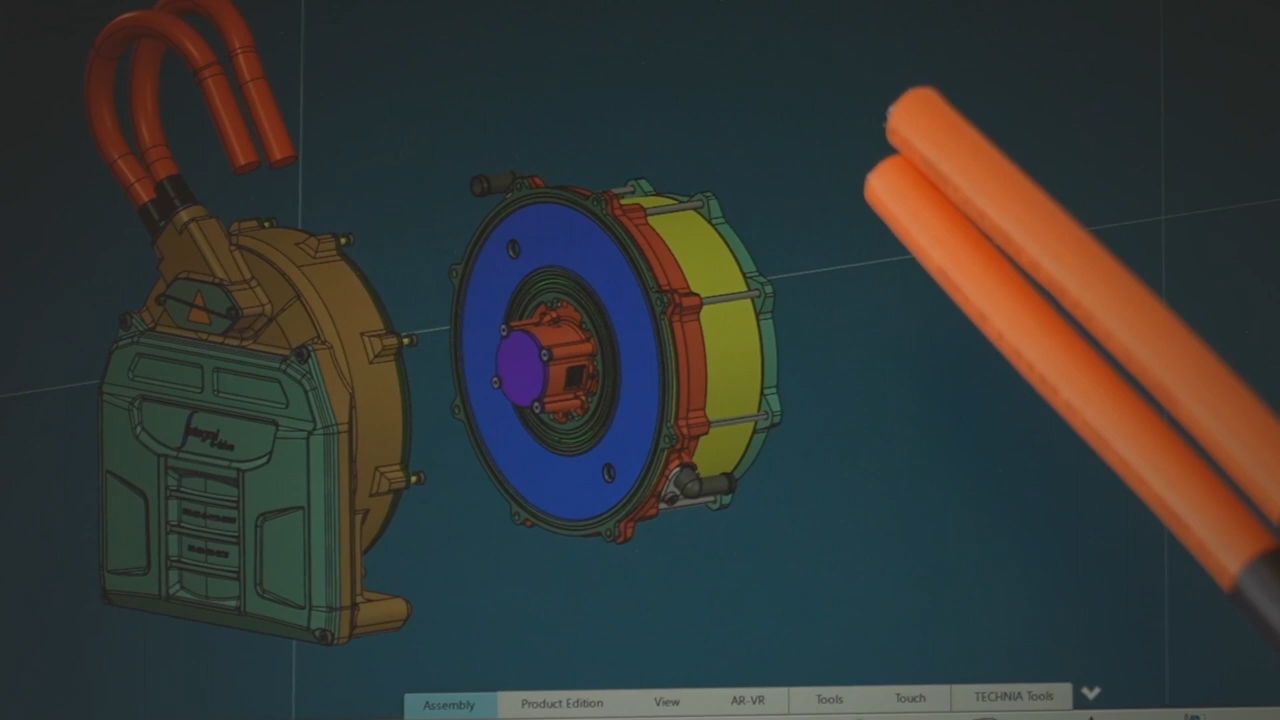 Assembly
Product Edition
View
AR-VR
Tools
Touch
TECHNIA Tools